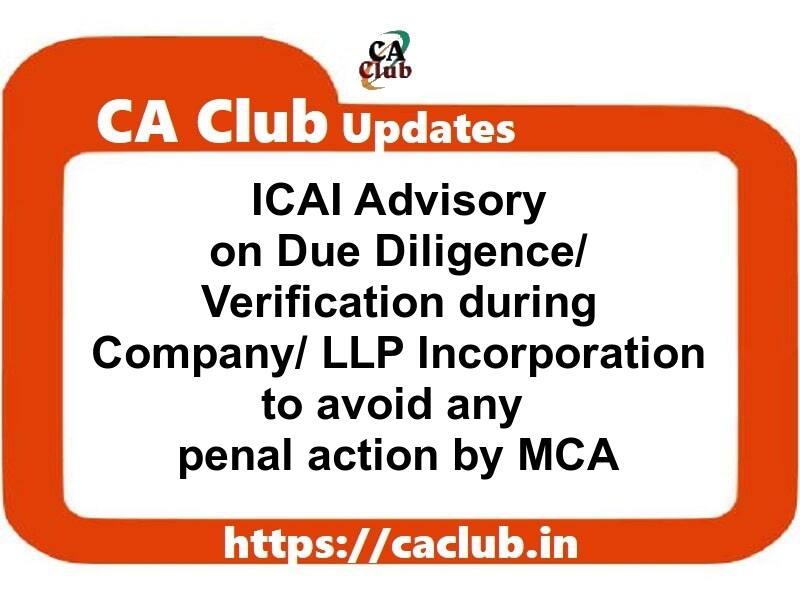 CA
Club
CA Club Updates
ICAI Advisory
on Due Diligence/
Verification during
Company/ LLP Incorporation
to avoid any
penal action by MCA
https://caclub.in